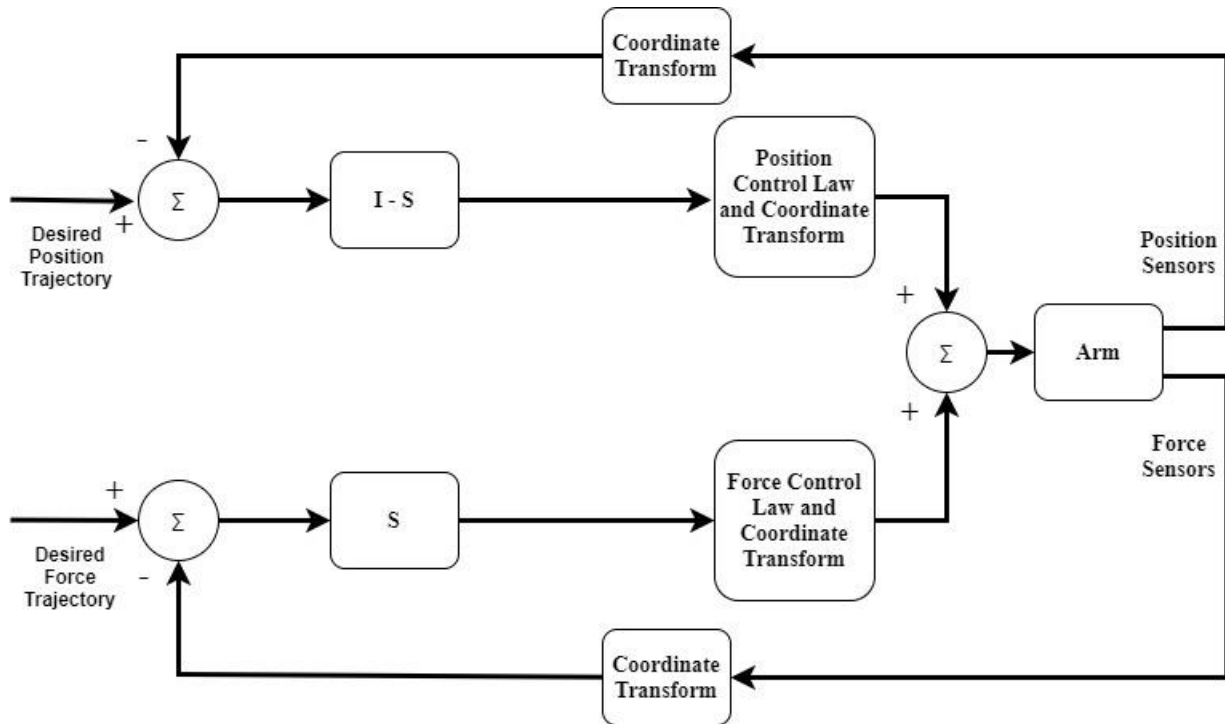 Coordinate
Transform
-
Σ
+
Desired
Position
Trajectory
I - S
Position
Control Law
and Coordinate
Transform
Position
Sensors
+
Σ
+
Arm
Force
Sensors
+
Σ
-
Desired
Force
Trajectory
S
Force Control
Law and
Coordinate
Transform
Coordinate
Transform